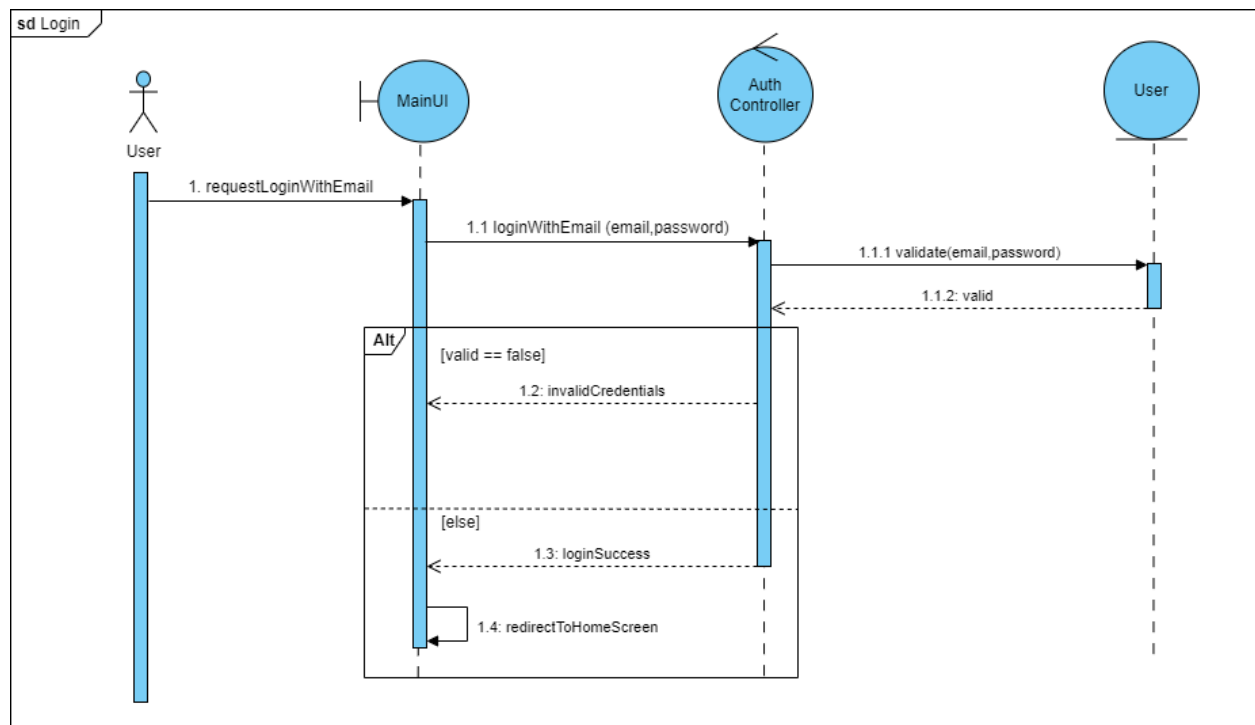 sd Login
User
MainUI
Auth
Controller
User
1. requestLoginWithEmail
1.1 loginWithEmail (email,password)
1.1.1 validate(email,password)
1.1.2: valid
Alt
[valid == false]
1.2: invalidCredentials
[else]
1.3: loginSuccess
1.4: redirectToHomeScreen